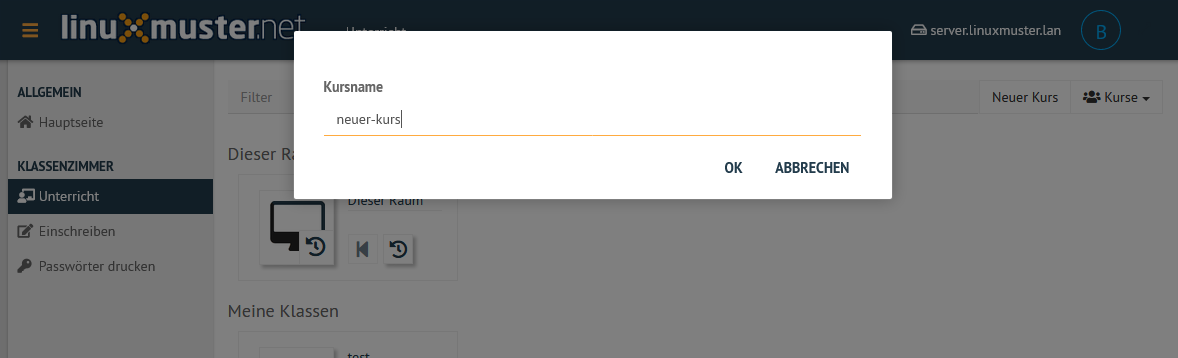 linuxmuster.net
Unterricht
server.linuxmuster.lan
B
ALLGEMEIN
Hauptseite
KLASSENZIMMER
Unterricht
Einschreiben
Passwörter drucken
Kursname
neuer-kurs
OK
ABBRECHEN
Filter
Neuer Kurs
Kurse
Dieser Ra
Dieser Raum
Meine Klassen
test